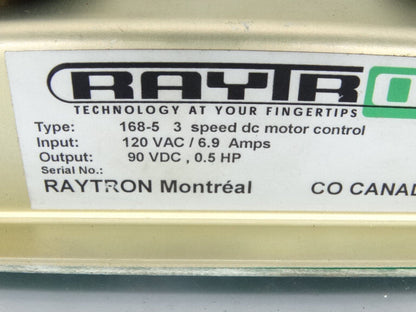 RAYTRO
TECHNOLOGY AT YOUR FINGERTIPS
Type: 168-5 3 speed dc motor control
Input: 120 VAC / 6.9 Amps
Output: 90 VDC , 0.5 HP
Serial No.:
RAYTRON Montréal CO CANAD